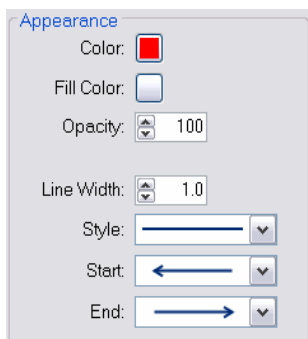 Appearance
Color:
Fill Color:
Opacity: 100
Line Width: 1.0
Style:
Start:
End: